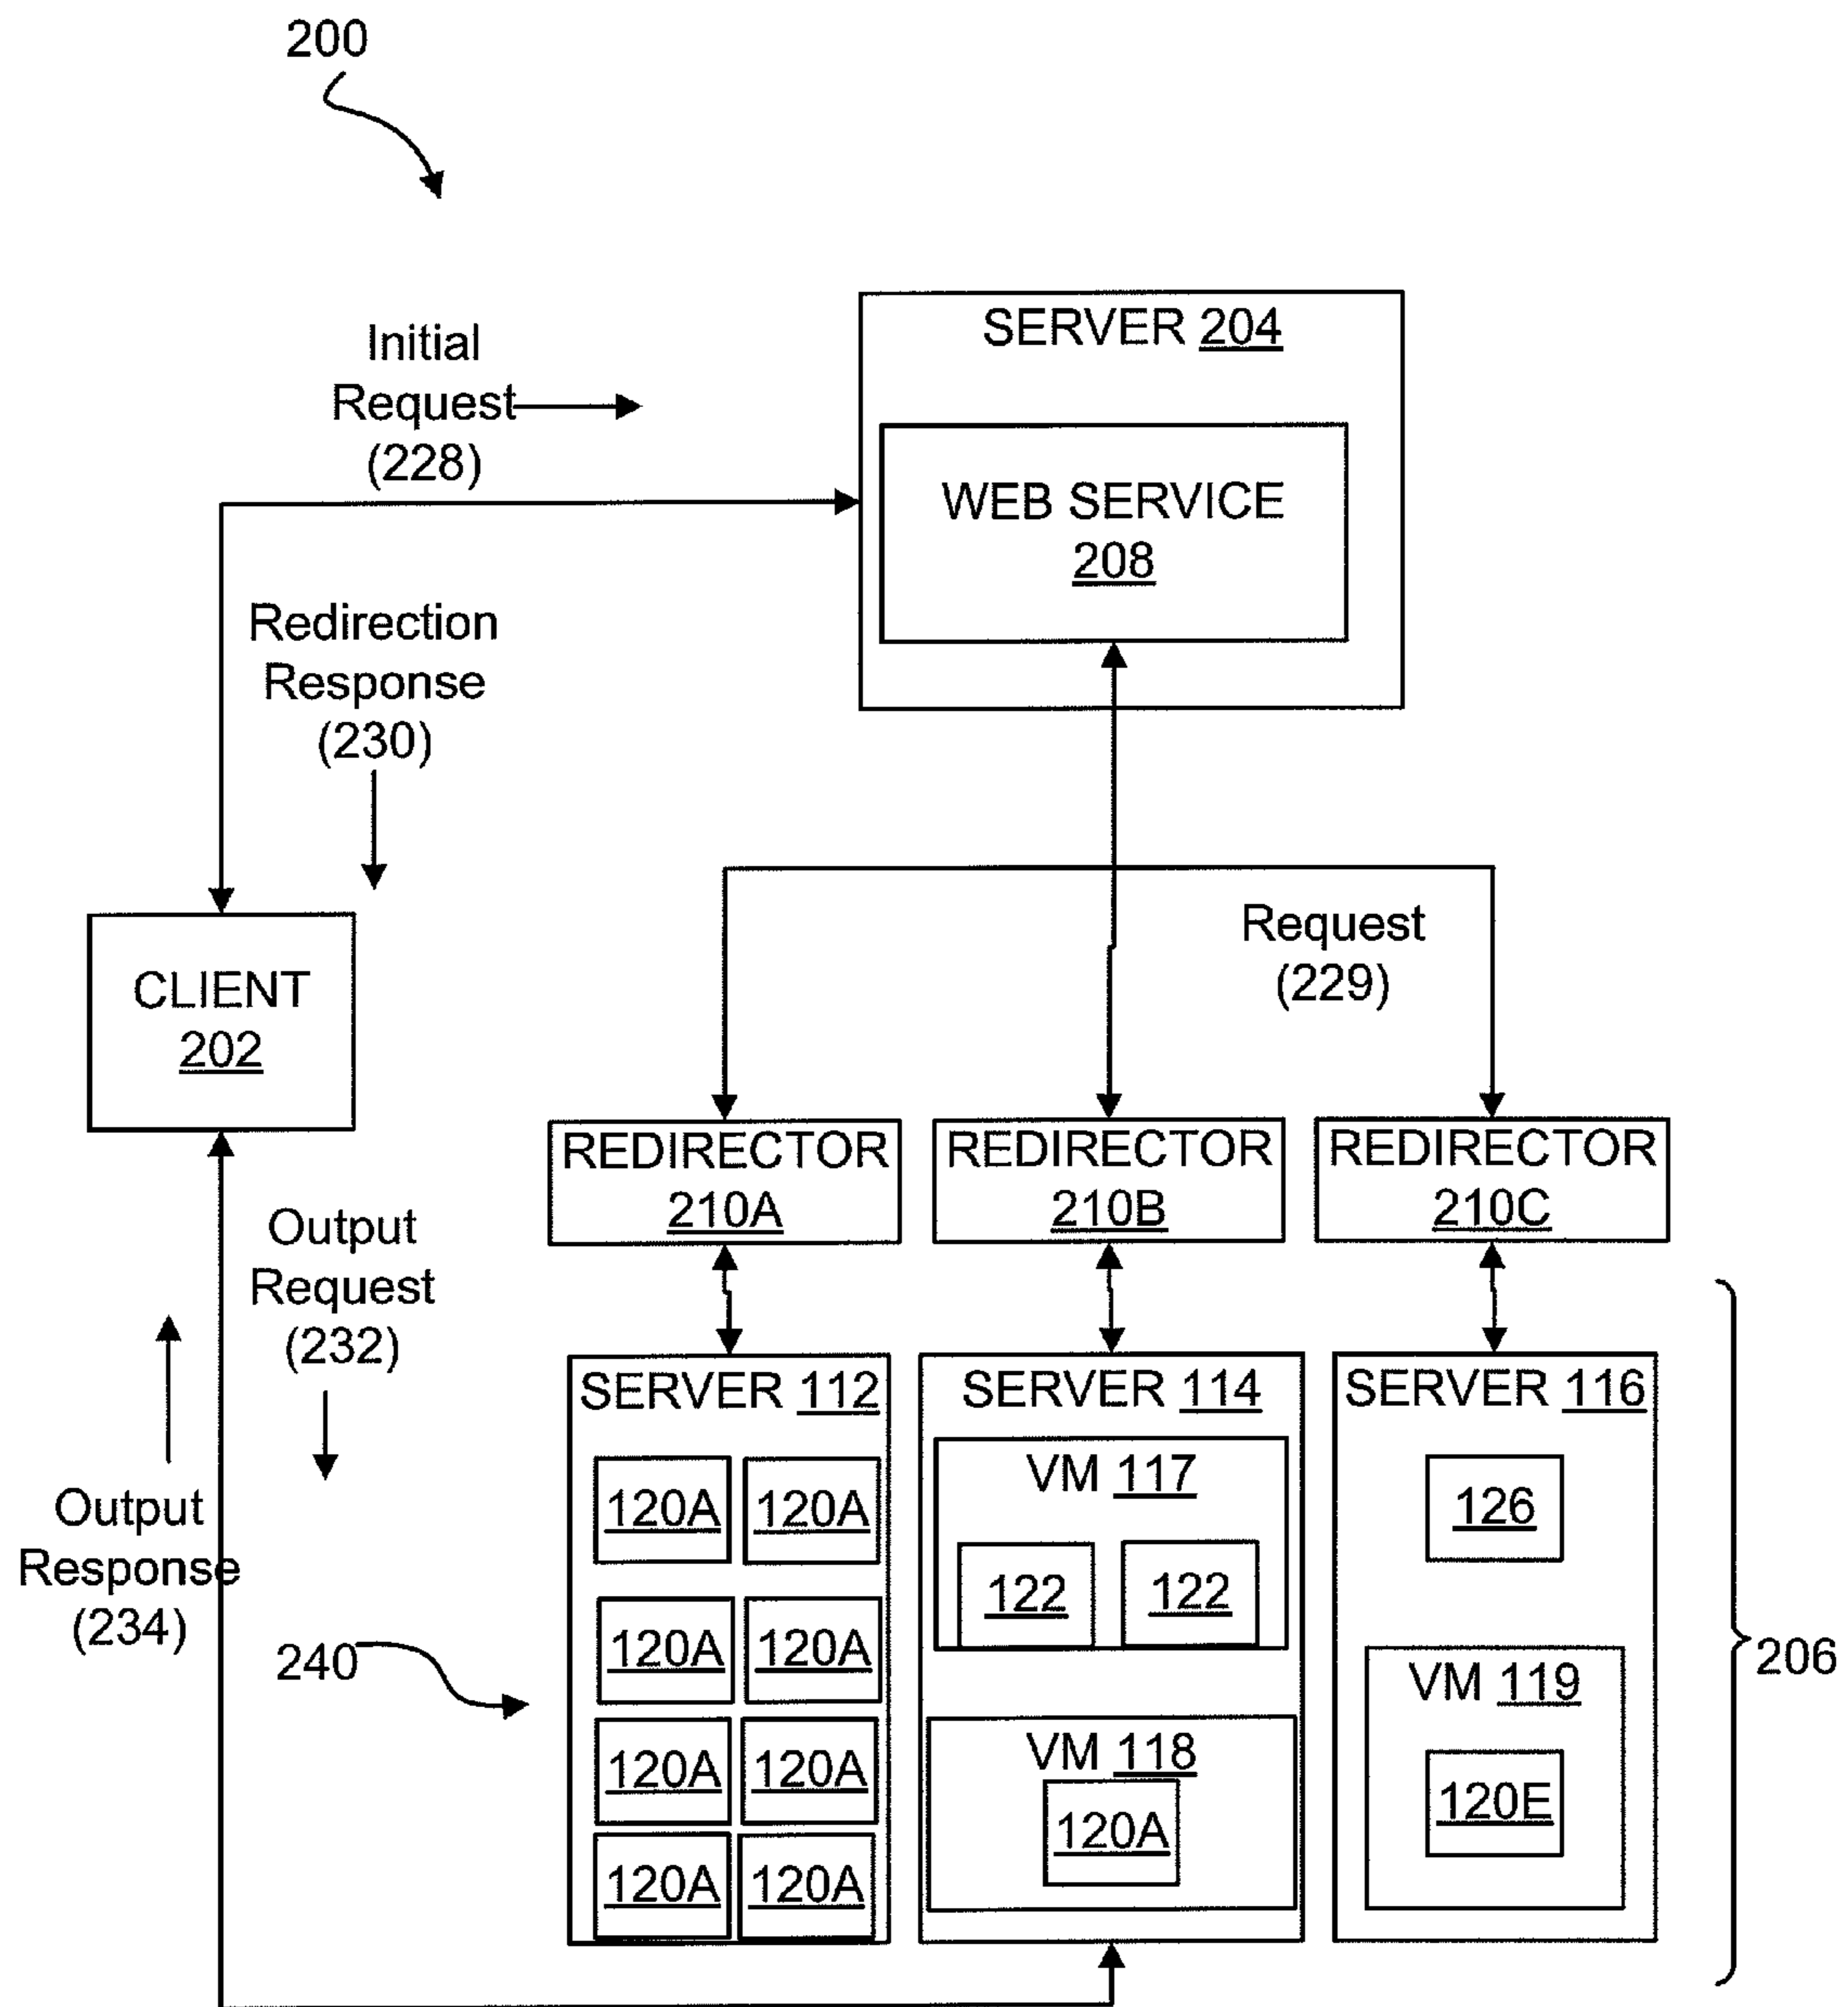 200
SERVER 204
Initial
Request
(228)
WEB SERVICE
208
Redirection
Response
(230)
Request
(229)
CLIENT
202
REDIRECTOR
210A
REDIRECTOR
210B
REDIRECTOR
210C
Output
Request
(232)
Output
Response
(234)
SERVER 112
120A 120A
120A 120A
120A 120A
120A 120A
240
SERVER 114
VM 117
122 122
VM 118
120A
SERVER 116
126
VM 119
120E
206